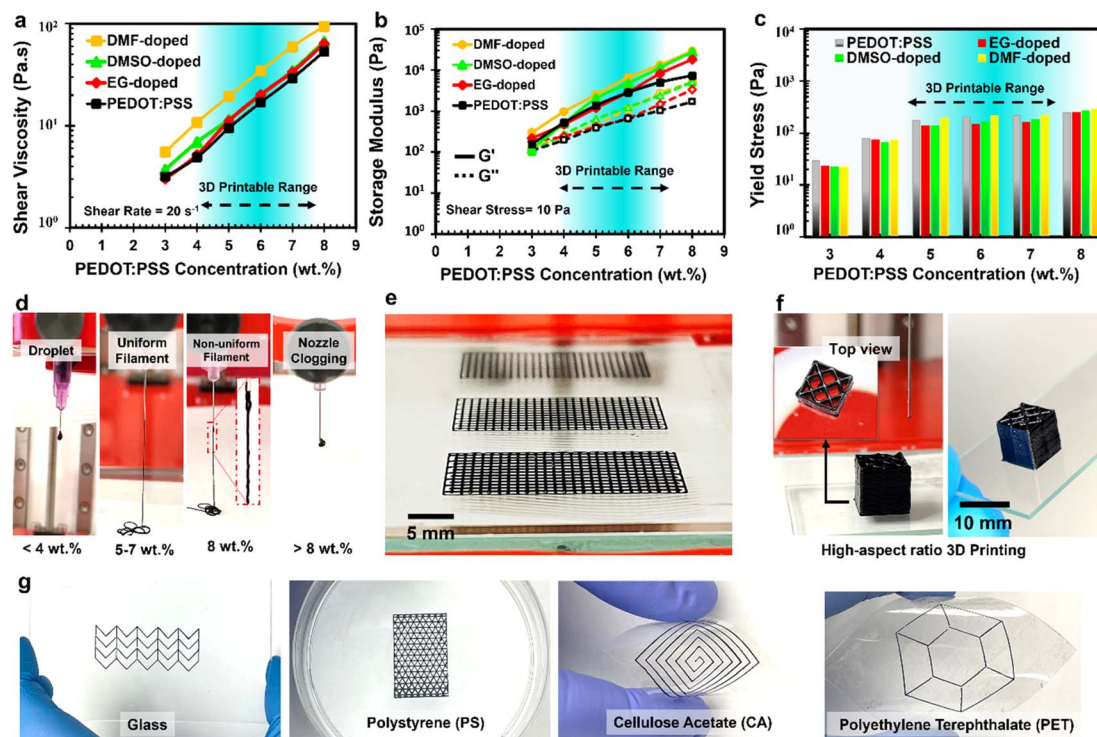 a
10²
10¹
10⁰
Shear Viscosity (Pa.s)
DMF-doped
DMSO-doped
EG-doped
PEDOT:PSS
3D Printable Range
Shear Rate = 20 s⁻¹
0 1 2 3 4 5 6 7 8 9
PEDOT:PSS Concentration (wt.%)
b
10⁵
10⁴
10³
10²
10¹
10⁰
Storage Modulus (Pa)
DMF-doped
DMSO-doped
EG-doped
PEDOT:PSS
G'
G''
3D Printable Range
Shear Stress= 10 Pa
0 1 2 3 4 5 6 7 8 9
PEDOT:PSS Concentration (wt.%)
c
10⁴
10³
10²
10¹
10⁰
Yield Stress (Pa)
PEDOT:PSS EG-doped
DMSO-doped DMF-doped
3D Printable Range
3 4 5 6 7 8
PEDOT:PSS Concentration (wt.%)
d
Droplet
Uniform
Filament
Non-uniform
Filament
Nozzle
Clogging
< 4 wt.% 5-7 wt.% 8 wt.% > 8 wt.%
e
5 mm
f
Top view
10 mm
High-aspect ratio 3D Printing
g
Glass
Polystyrene (PS)
Cellulose Acetate (CA)
Polyethylene Terephthalate (PET)